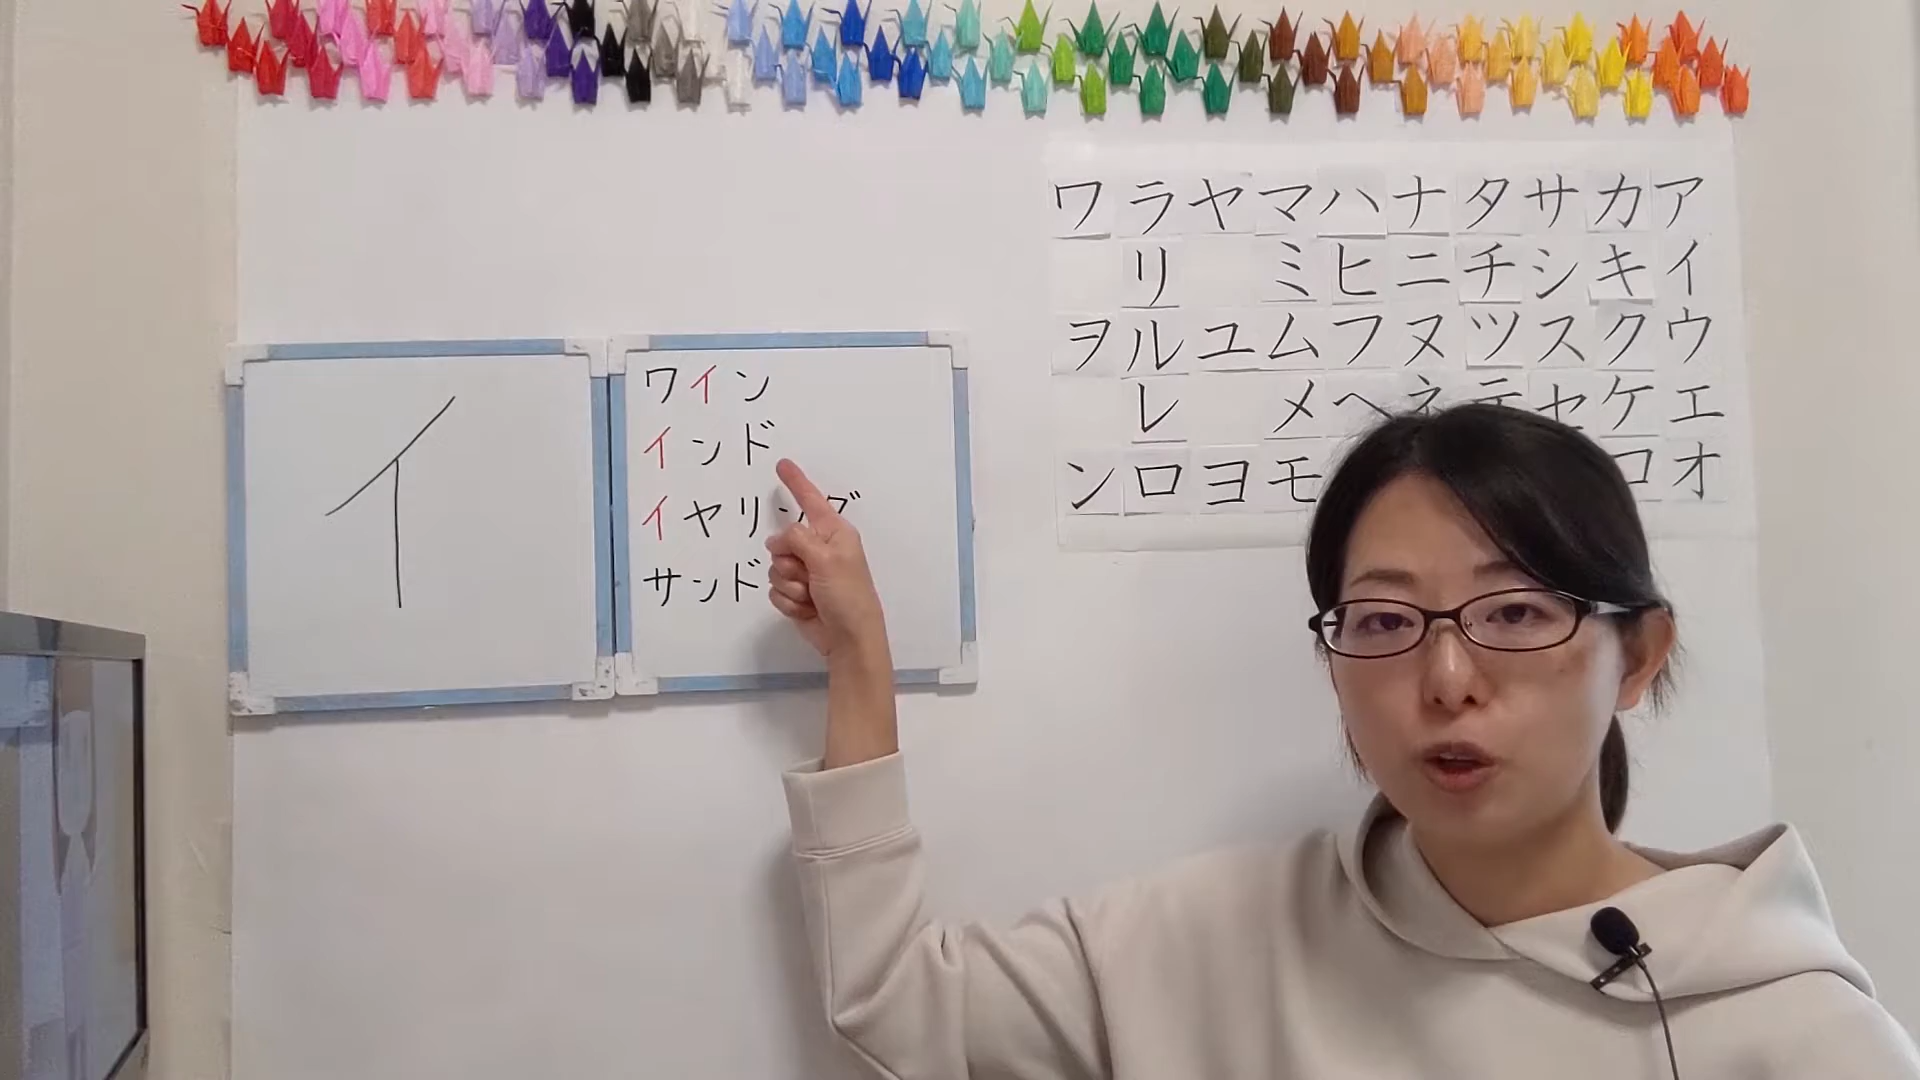 イ
ワイン
インド
イヤリング
サンド
ワラヤマハナタサカア
リミヒニチシキイ
ヲルユムフヌツスクウ
レメヘネテセケエ
ンロヨモコオ